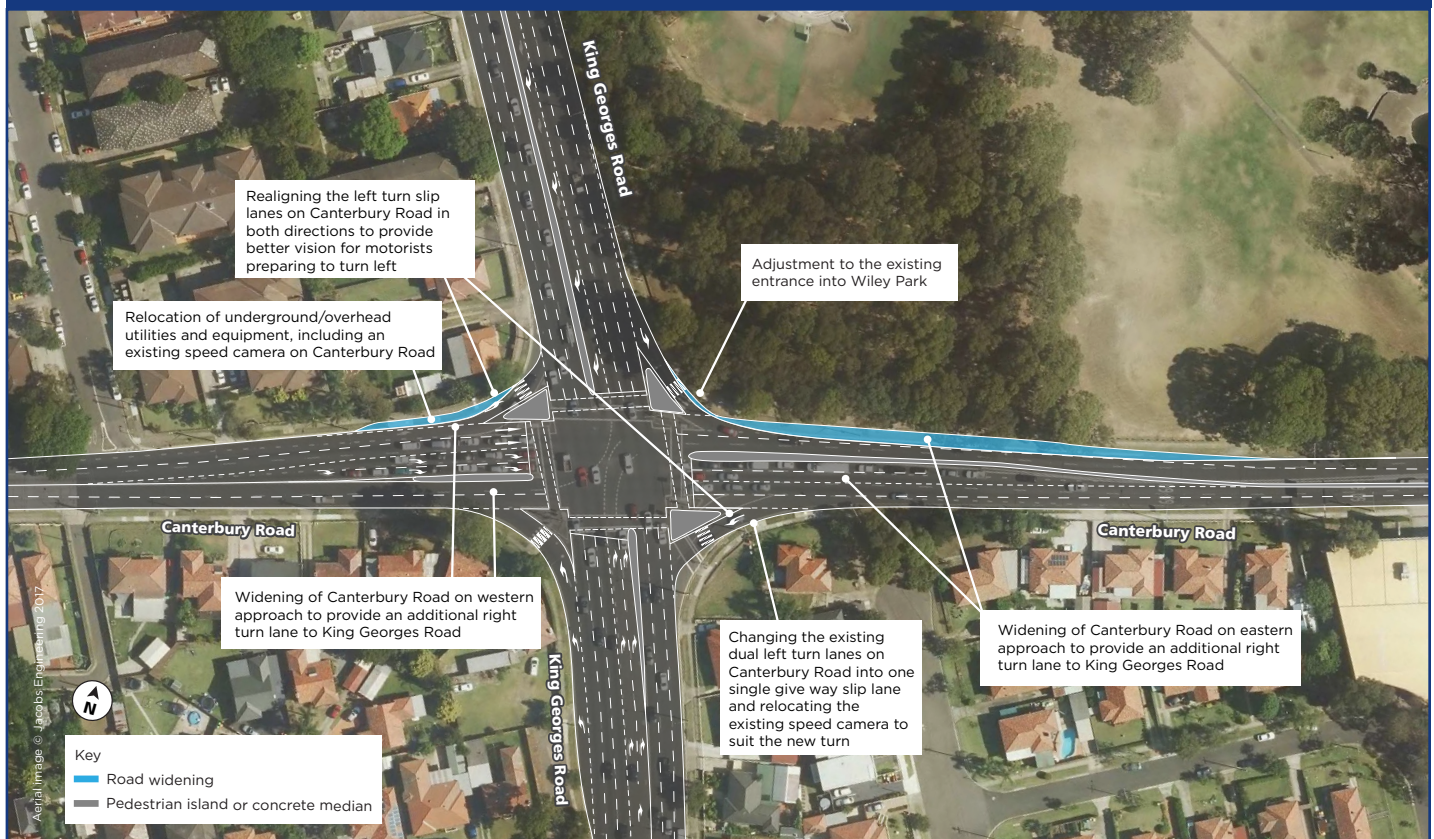 King Georges Road
Realigning the left turn slip
lanes on Canterbury Road in
both directions to provide
better vision for motorists
preparing to turn left
Adjustment to the existing
entrance into Wiley Park
Relocation of underground/overhead
utilities and equipment, including an
existing speed camera on Canterbury Road
Canterbury Road
Canterbury Road
Widening of Canterbury Road on western
approach to provide an additional right
turn lane to King Georges Road
King Georges Road
Changing the existing
dual left turn lanes on
Canterbury Road into one
single give way slip lane
and relocating the
existing speed camera to
suit the new turn
Widening of Canterbury Road on eastern
approach to provide an additional right
turn lane to King Georges Road
N
Key
Road widening
Pedestrian island or concrete median
Aerial image © Jacobs Engineering 2017